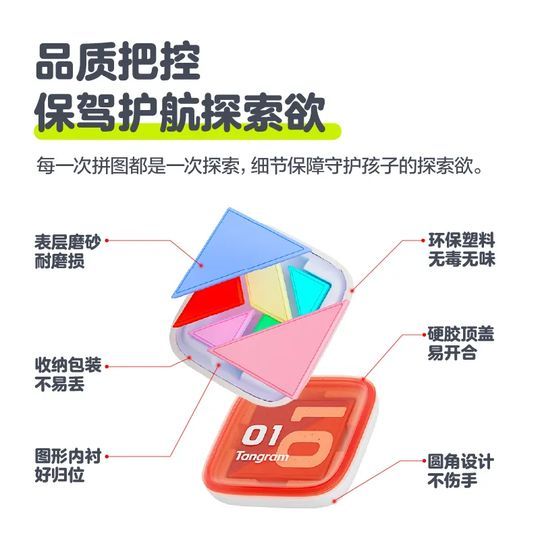 品质把控
保驾护航探索欲
每一次拼图都是一次探索，细节保障守护孩子的探索欲。
表层磨砂
耐磨损
环保塑料
无毒无味
收纳包装
不易丢
硬胶顶盖
易开合
图形内衬
好归位
01
01
Tangram
圆角设计
不伤手